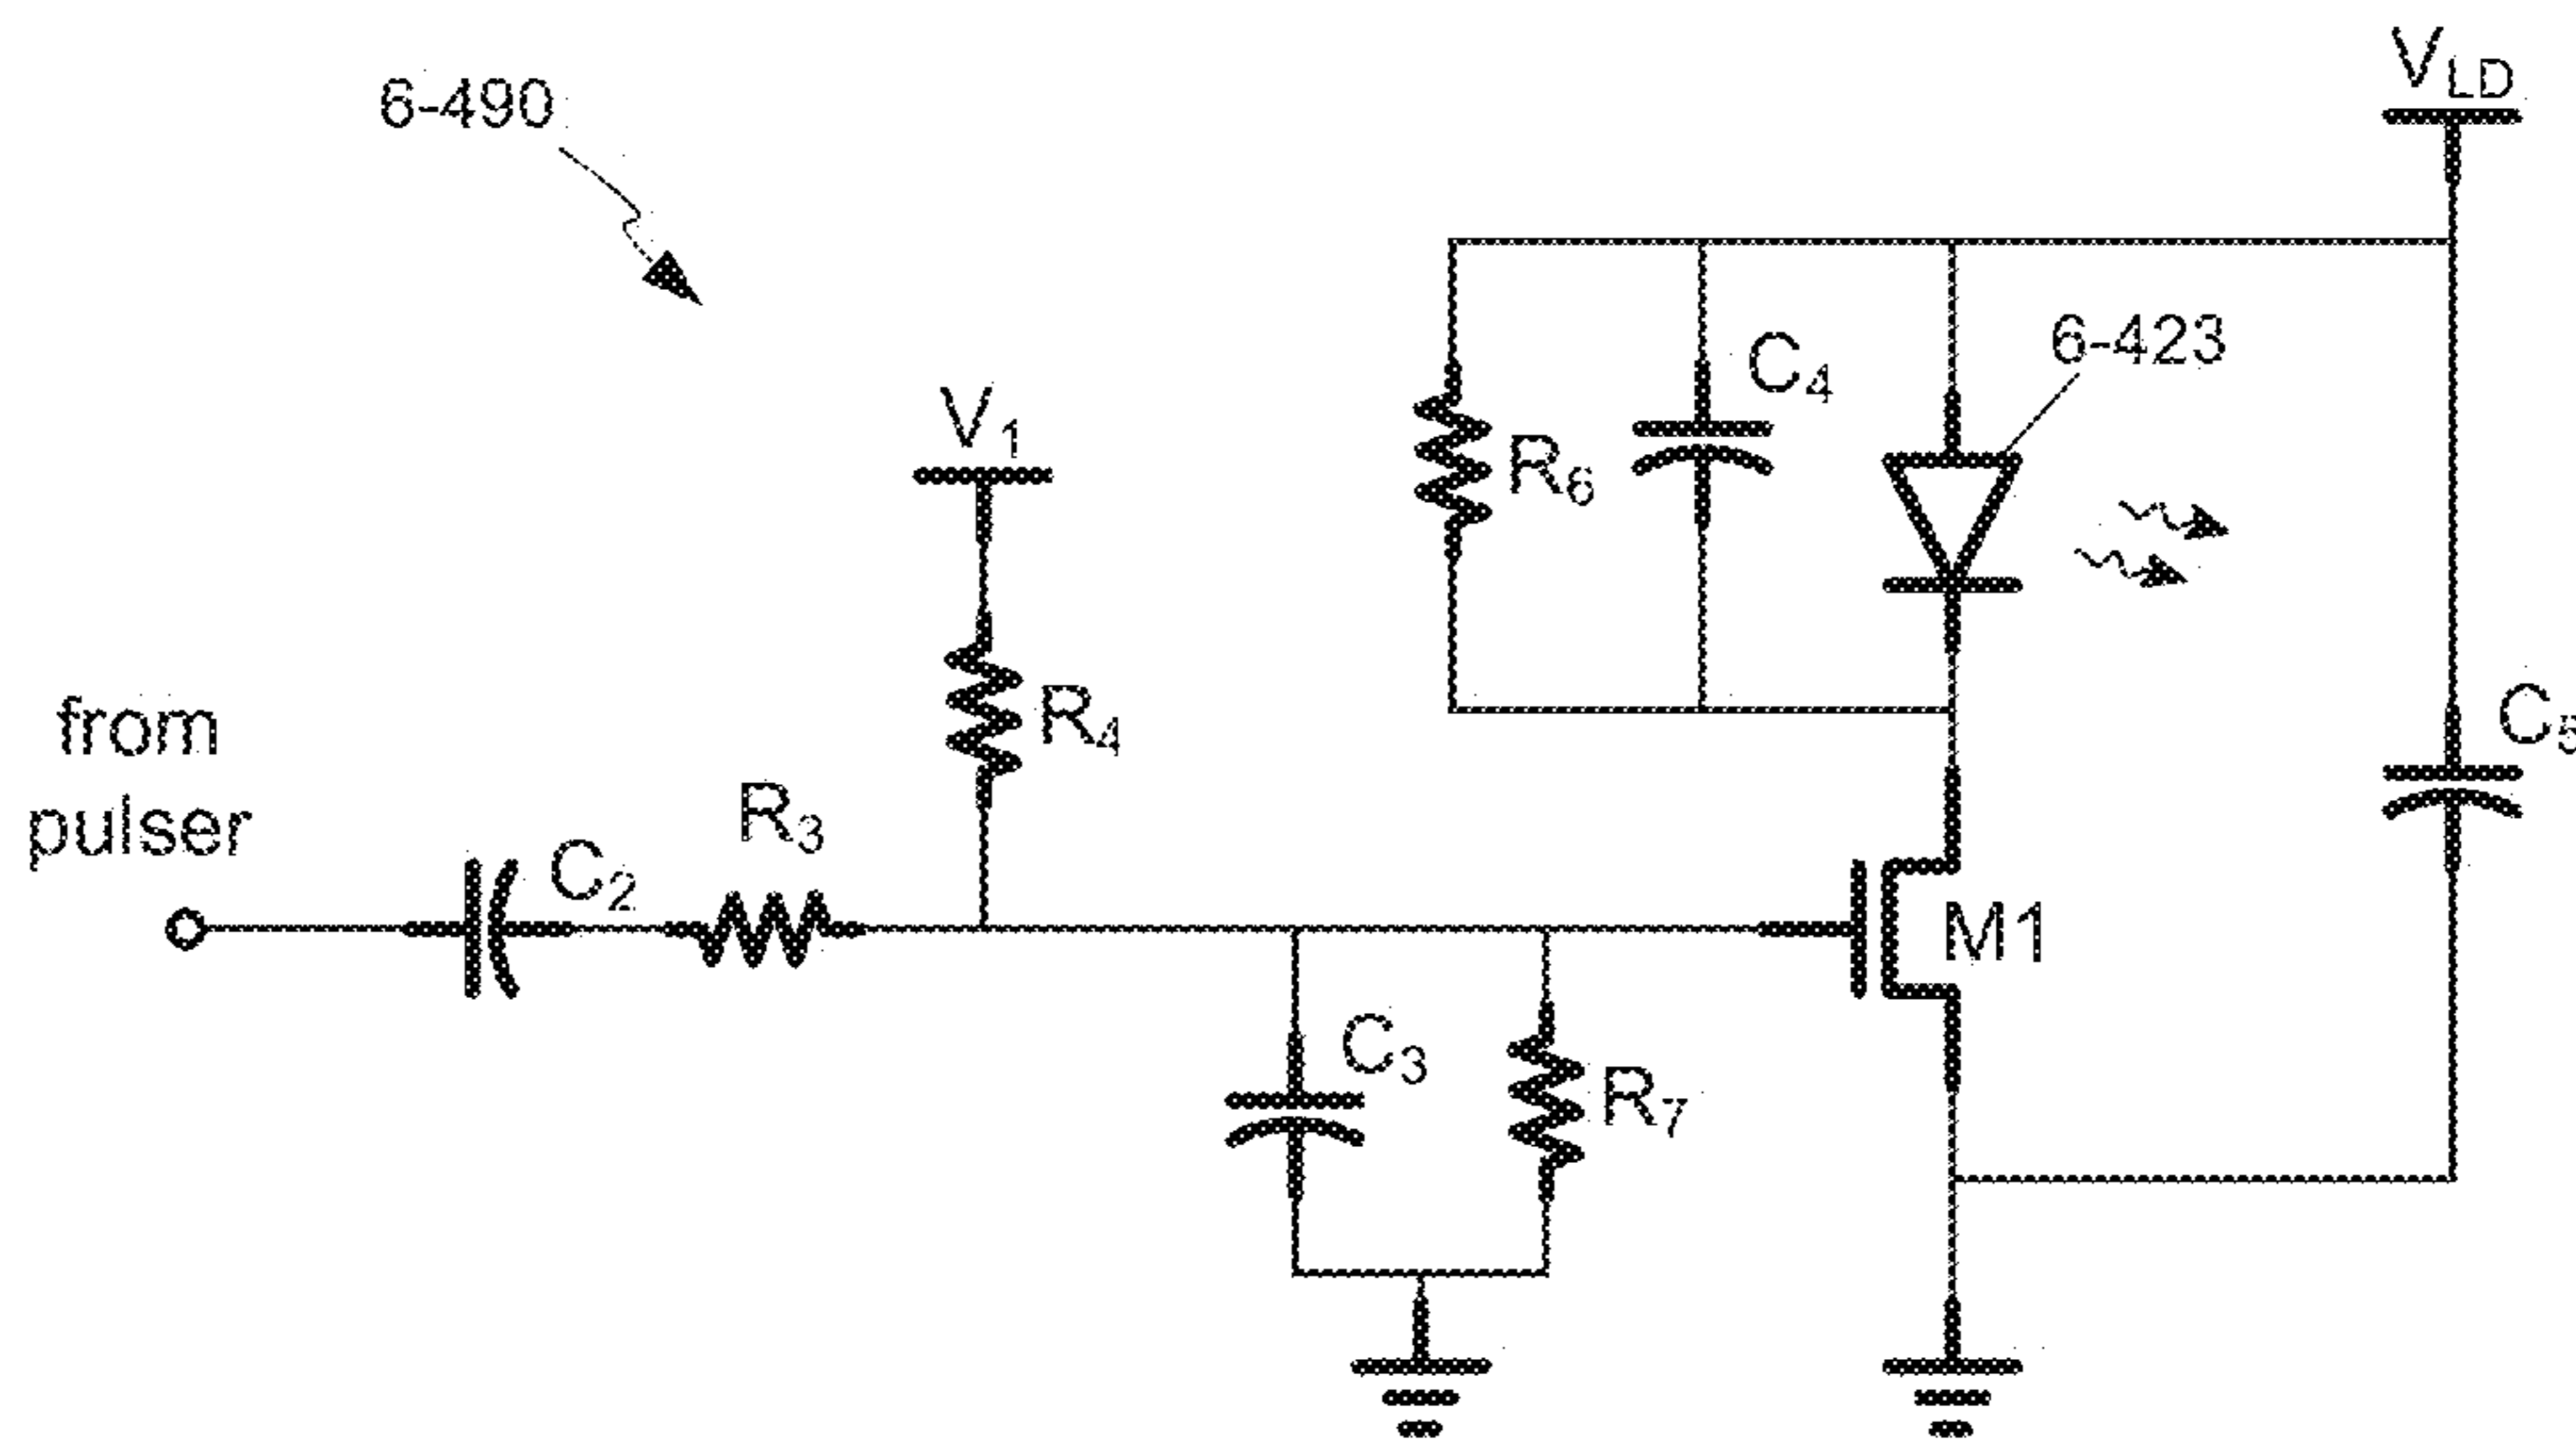 6-490
V_LD
6-423
C₄
R₆
V₁
R₄
C₅
from
pulser
R₃
C₂
M1
C₃
R₇